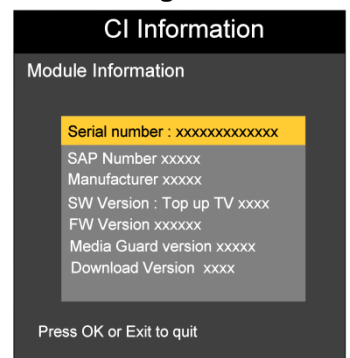 CI Information
Module Information
Serial number : xxxxxxxxxxxxx
SAP Number xxxxx
Manufacturer xxxxx
SW Version : Top up TV xxxx
FW Version xxxxxx
Media Guard version xxxxx
Download Version xxxx
Press OK or Exit to quit